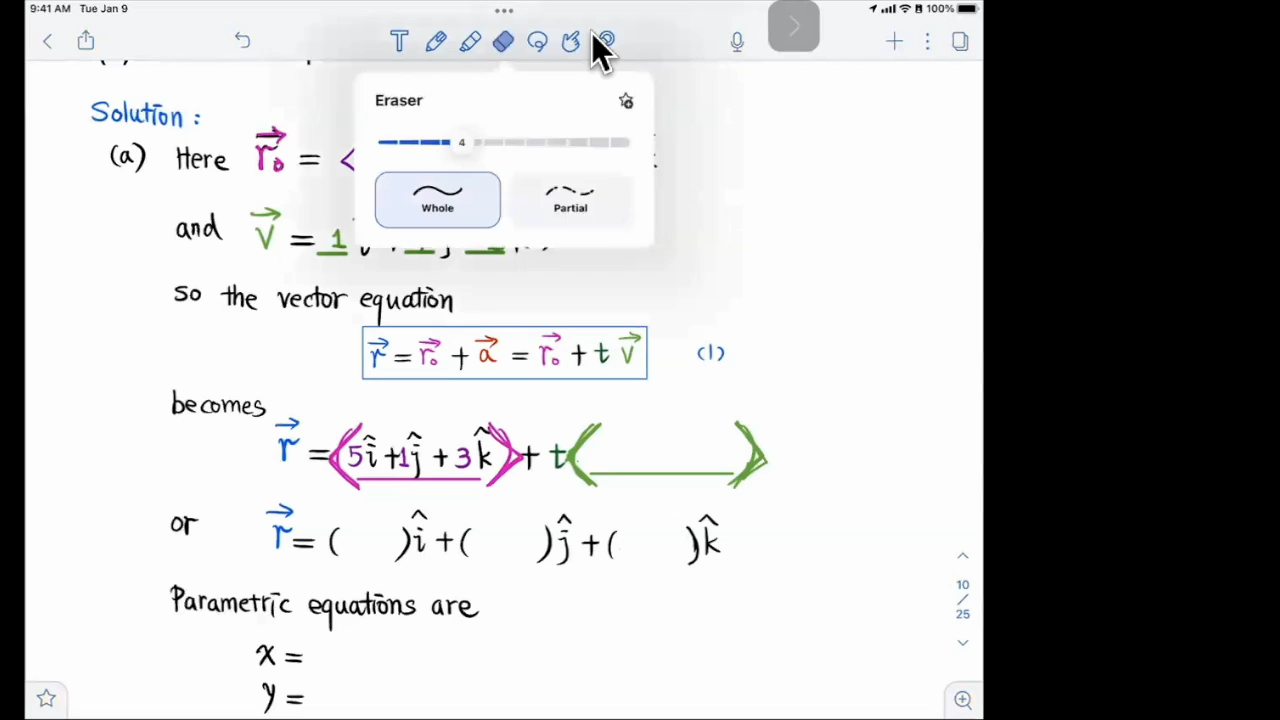 9:41 AM Tue Jan 9
100%
T
Eraser
4
Whole
Partial
Solution:
(a) Here r⃗₀ = <
and v⃗ = 1
so the vector equation
r⃗ = r⃗₀ + a⃗ = r⃗₀ + t v⃗ (1)
becomes
r⃗ = (5î + 1ĵ + 3k̂) + t( )
or r⃗ = ( )î + ( )ĵ + ( )k̂
Parametric equations are
x =
y =
10
/
25